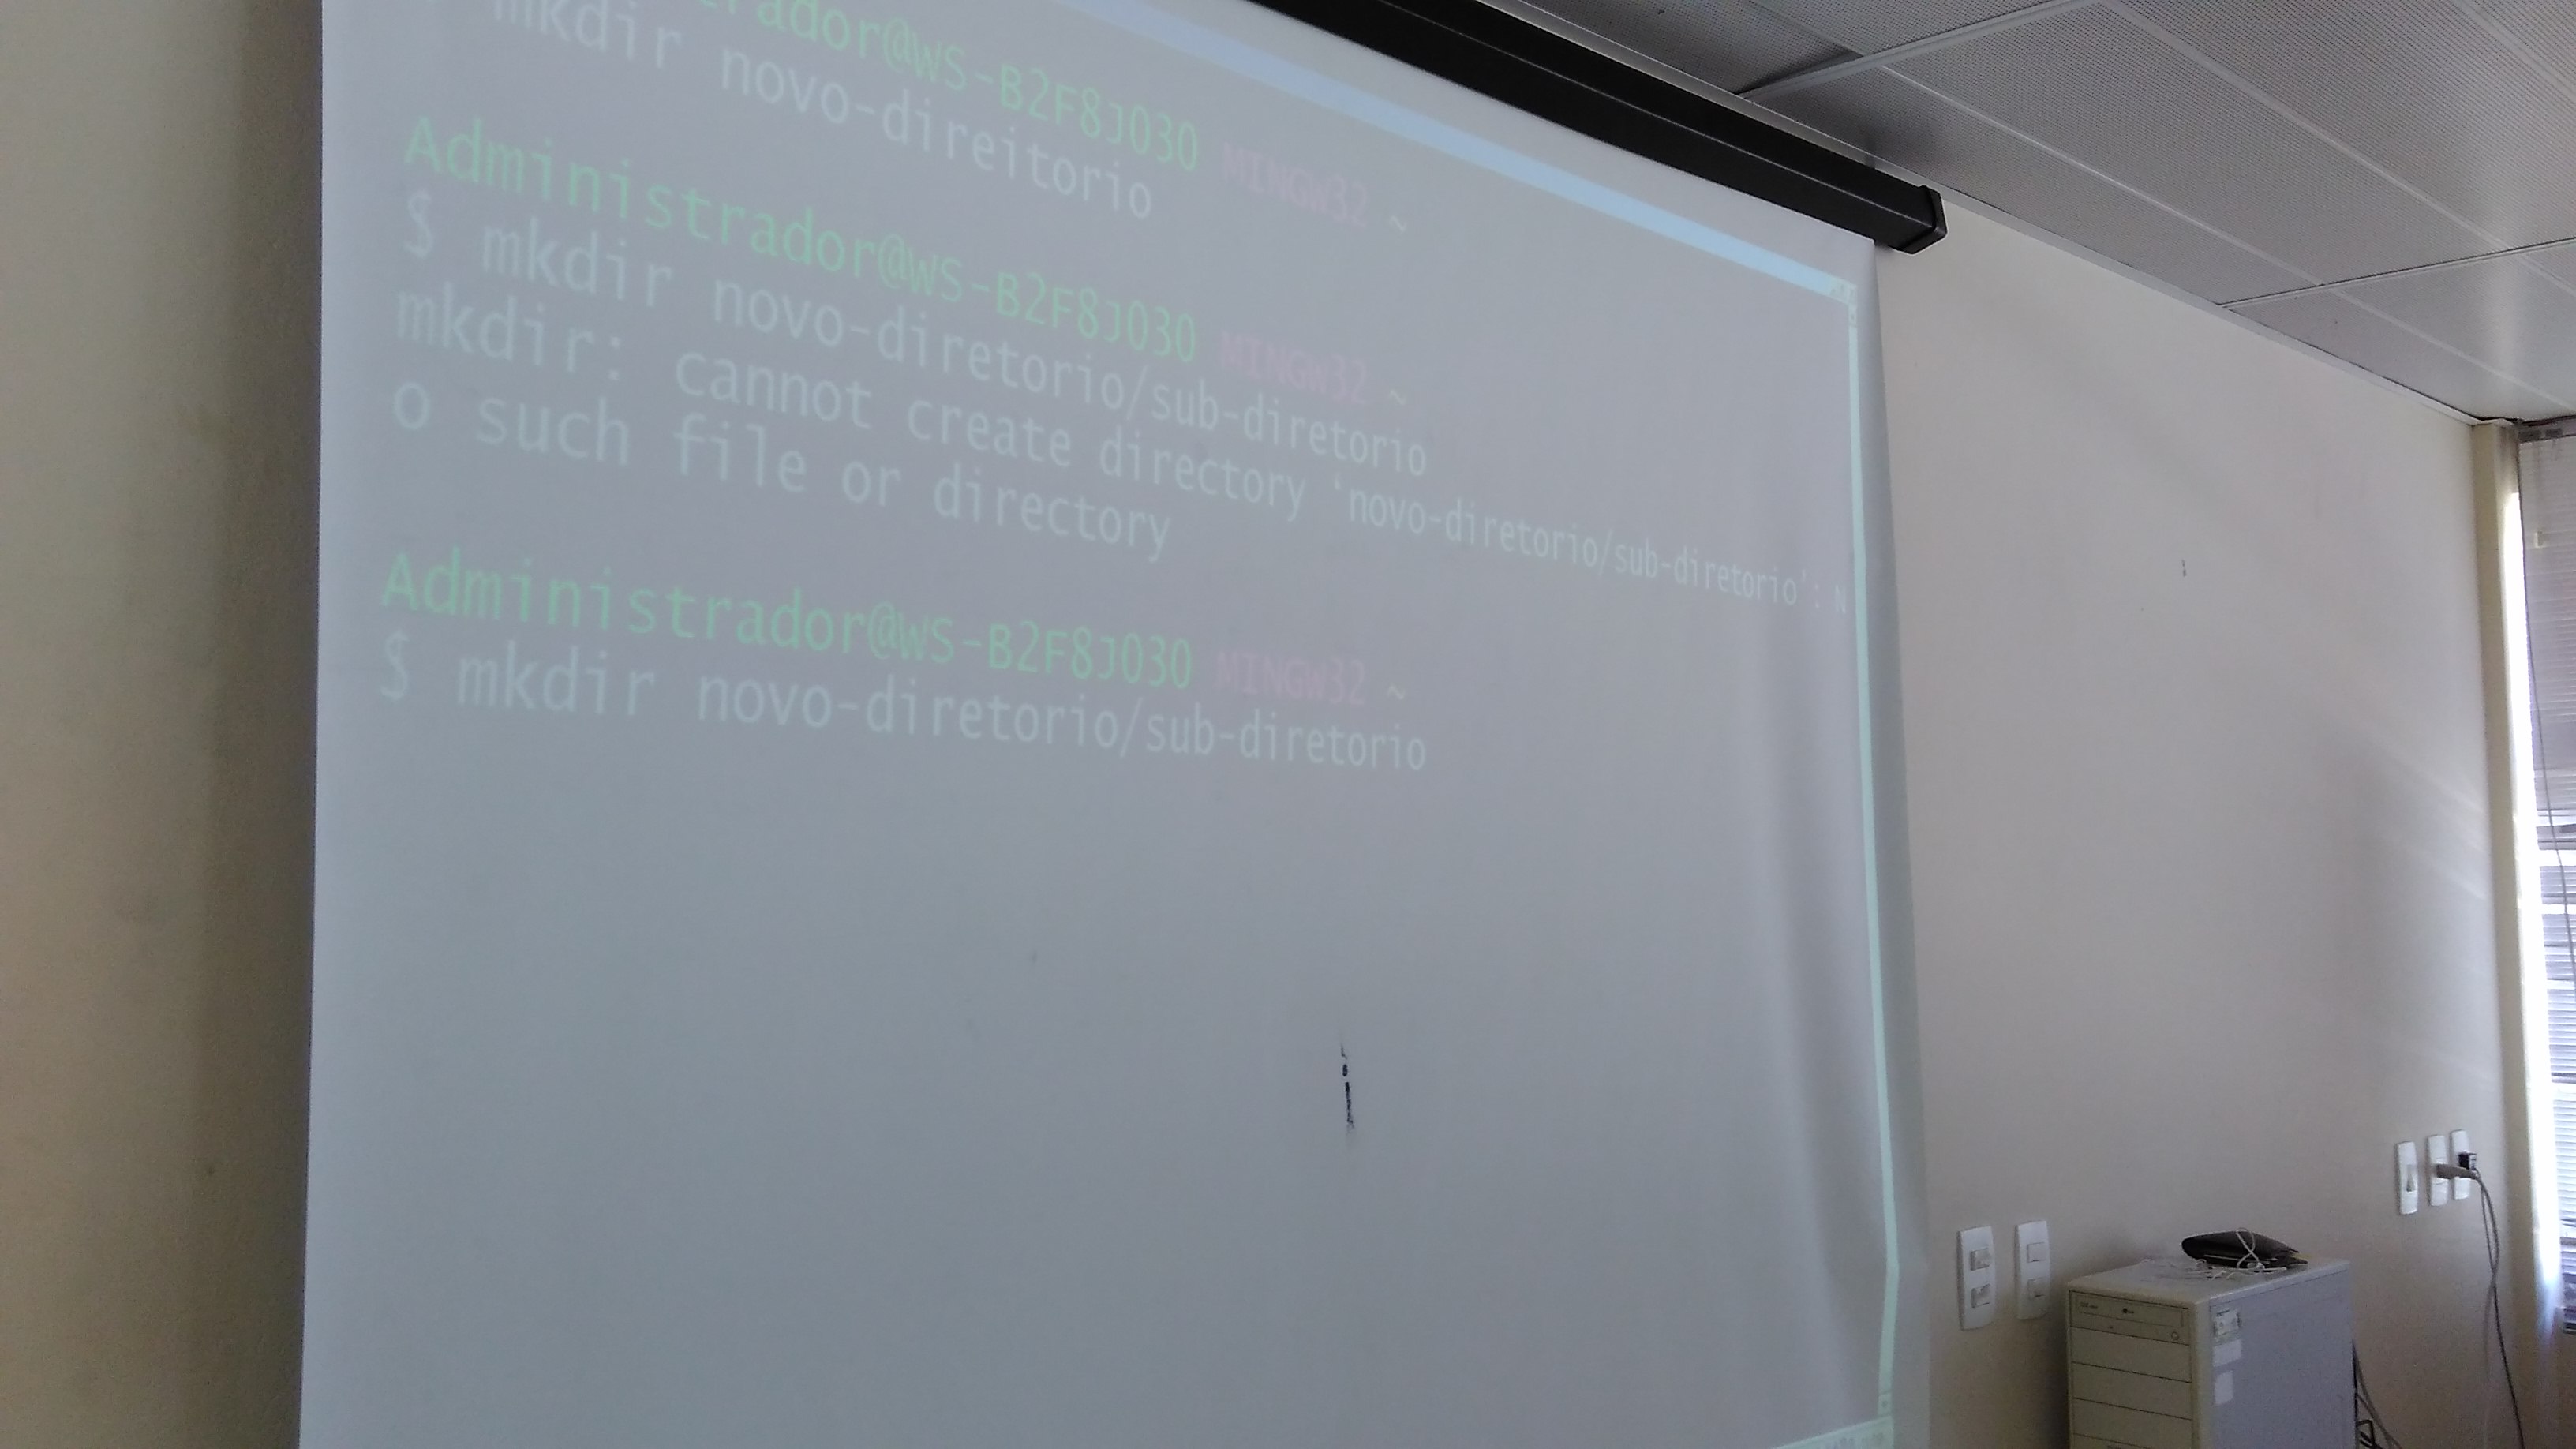 rador@WS-B2F8J030 MINGW32 ~
mkdir novo-direitorio
Administrador@WS-B2F8J030 MINGW32 ~
$ mkdir novo-diretorio/sub-diretorio
mkdir: cannot create directory 'novo-diretorio/sub-diretorio': N
o such file or directory
Administrador@WS-B2F8J030 MINGW32 ~
$ mkdir novo-diretorio/sub-diretorio